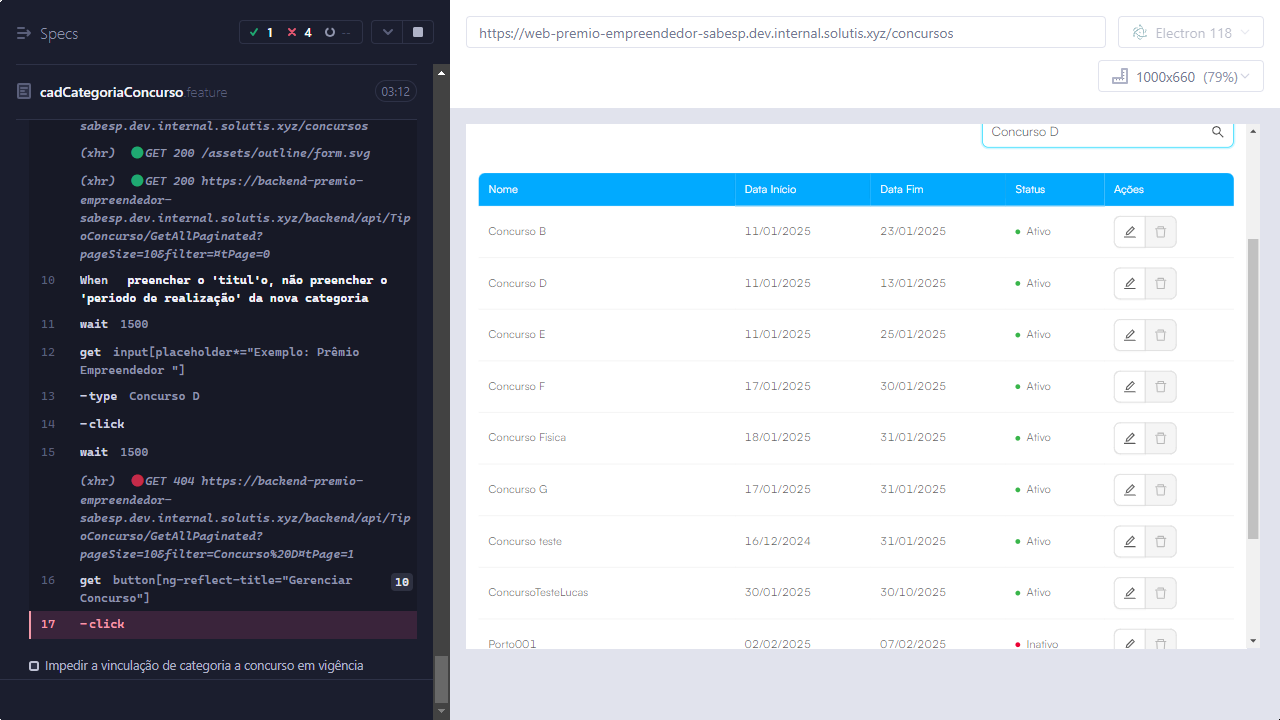 Specs
1
4
--
cadCategoriaConcurso feature
03:12
sabesp.dev.internal.solutis.xyz/concursos
(xhr) GET 200 /assets/outline/form.svg
(xhr) GET 200 https://backend-premio-
empreendedor-
sabesp.dev.internal.solutis.xyz/backend/api/Tip
oConcurso/GetAllPaginated?
pageSize=10&filter=¤tPage=0
10 When preencher o 'titul'o, não preencher o
'periodo de realização' da nova categoria
11 wait 1500
12 get input[placeholder*="Exemplo: Prêmio
Empreendedor "]
13 -type Concurso D
14 -click
15 wait 1500
(xhr) GET 404 https://backend-premio-
empreendedor-
sabesp.dev.internal.solutis.xyz/backend/api/Tip
oConcurso/GetAllPaginated?
pageSize=10&filter=Concurso%20D¤tPage=1
16 get button[ng-reflect-title="Gerenciar
Concurso"]
10
17 -click
Impedir a vinculação de categoria a concurso em vigência
https://web-premio-empreendedor-sabesp.dev.internal.solutis.xyz/concursos
Electron 118
1000x660 (79%)
Concurso D
Nome Data Início Data Fim Status Ações
Concurso B 11/01/2025 23/01/2025 Ativo
Concurso D 11/01/2025 13/01/2025 Ativo
Concurso E 11/01/2025 25/01/2025 Ativo
Concurso F 17/01/2025 30/01/2025 Ativo
Concurso Física 18/01/2025 31/01/2025 Ativo
Concurso G 17/01/2025 31/01/2025 Ativo
Concurso teste 16/12/2024 31/01/2025 Ativo
ConcursoTesteLucas 30/01/2025 30/10/2025 Ativo
Porto001 02/02/2025 07/02/2025 Inativo